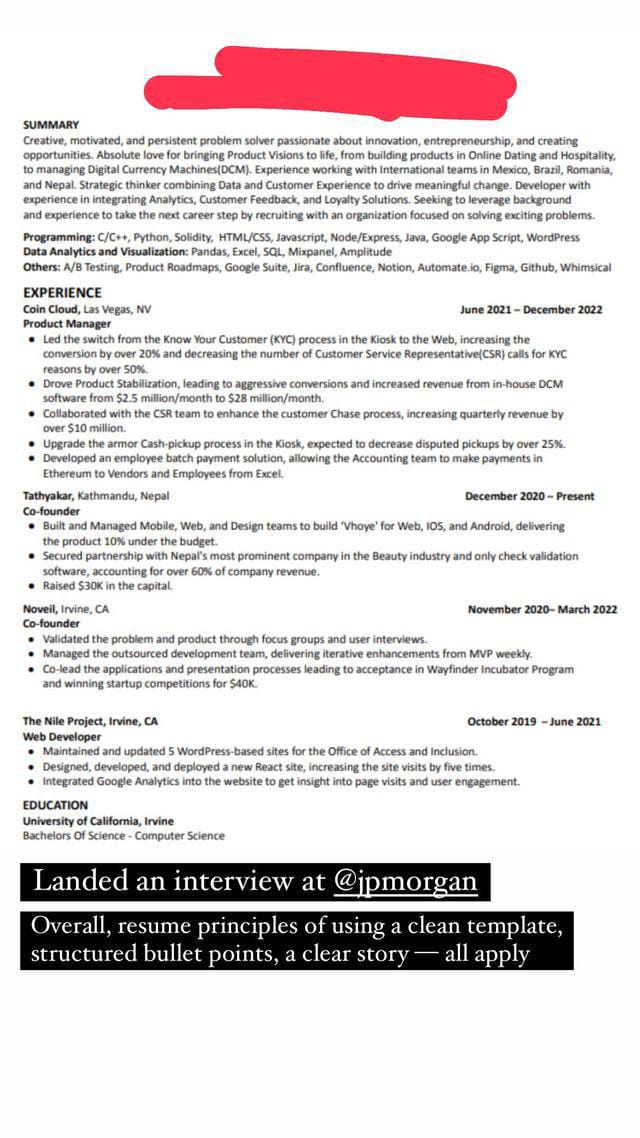 SUMMARY
Creative, motivated, and persistent problem solver passionate about innovation, entrepreneurship, and creating
opportunities. Absolute love for bringing Product Visions to life, from building products in Online Dating and Hospitality,
to managing Digital Currency Machines(DCM). Experience working with International teams in Mexico, Brazil, Romania,
and Nepal. Strategic thinker combining Data and Customer Experience to drive meaningful change. Developer with
experience in integrating Analytics, Customer Feedback, and Loyalty Solutions. Seeking to leverage background
and experience to take the next career step by recruiting with an organization focused on solving exciting problems.
Programming: C/C++, Python, Solidity, HTML/CSS, Javascript, Node/Express, Java, Google App Script, WordPress
Data Analytics and Visualization: Pandas, Excel, SQL, Mixpanel, Amplitude
Others: A/B Testing, Product Roadmaps, Google Suite, Jira, Confluence, Notion, Automate.io, Figma, Github, Whimsical
EXPERIENCE
Coin Cloud, Las Vegas, NV June 2021 – December 2022
Product Manager
● Led the switch from the Know Your Customer (KYC) process in the Kiosk to the Web, increasing the
conversion by over 20% and decreasing the number of Customer Service Representative(CSR) calls for KYC
reasons by over 50%.
● Drove Product Stabilization, leading to aggressive conversions and increased revenue from in-house DCM
software from $2.5 million/month to $28 million/month.
● Collaborated with the CSR team to enhance the customer Chase process, increasing quarterly revenue by
over $10 million.
● Upgrade the armor Cash-pickup process in the Kiosk, expected to decrease disputed pickups by over 25%.
● Developed an employee batch payment solution, allowing the Accounting team to make payments in
Ethereum to Vendors and Employees from Excel.
Tathyakar, Kathmandu, Nepal December 2020 – Present
Co-founder
● Built and Managed Mobile, Web, and Design teams to build ‘Vhoye’ for Web, IOS, and Android, delivering
the product 10% under the budget.
● Secured partnership with Nepal's most prominent company in the Beauty industry and only check validation
software, accounting for over 60% of company revenue.
● Raised $30K in the capital.
Noveil, Irvine, CA November 2020– March 2022
Co-founder
● Validated the problem and product through focus groups and user interviews.
● Managed the outsourced development team, delivering iterative enhancements from MVP weekly.
● Co-lead the applications and presentation processes leading to acceptance in Wayfinder Incubator Program
and winning startup competitions for $40K.
The Nile Project, Irvine, CA October 2019 – June 2021
Web Developer
● Maintained and updated 5 WordPress-based sites for the Office of Access and Inclusion.
● Designed, developed, and deployed a new React site, increasing the site visits by five times.
● Integrated Google Analytics into the website to get insight into page visits and user engagement.
EDUCATION
University of California, Irvine
Bachelors Of Science - Computer Science
Landed an interview at @jpmorgan
Overall, resume principles of using a clean template,
structured bullet points, a clear story — all apply